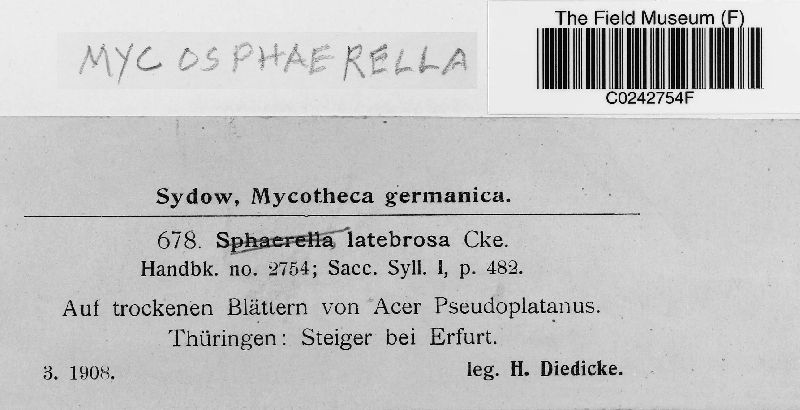 MYCOSPHAERELLA
The Field Museum (F)
C0242754F
Sydow, Mycotheca germanica.
678. Sphaerella latebrosa Cke.
Handbk. no. 2754; Sacc. Syll. I, p. 482.
Auf trockenen Blättern von Acer Pseudoplatanus.
Thüringen: Steiger bei Erfurt.
3. 1908. leg. H. Diedicke.